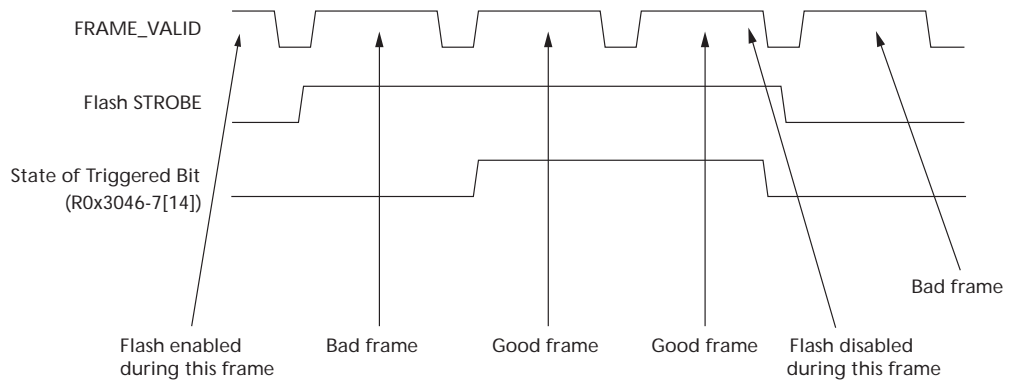 FRAME_VALID
Flash STROBE
State of Triggered Bit
(R0x3046-7[14])
Bad frame
Flash enabled
during this frame
Bad frame
Good frame
Good frame
Flash disabled
during this frame